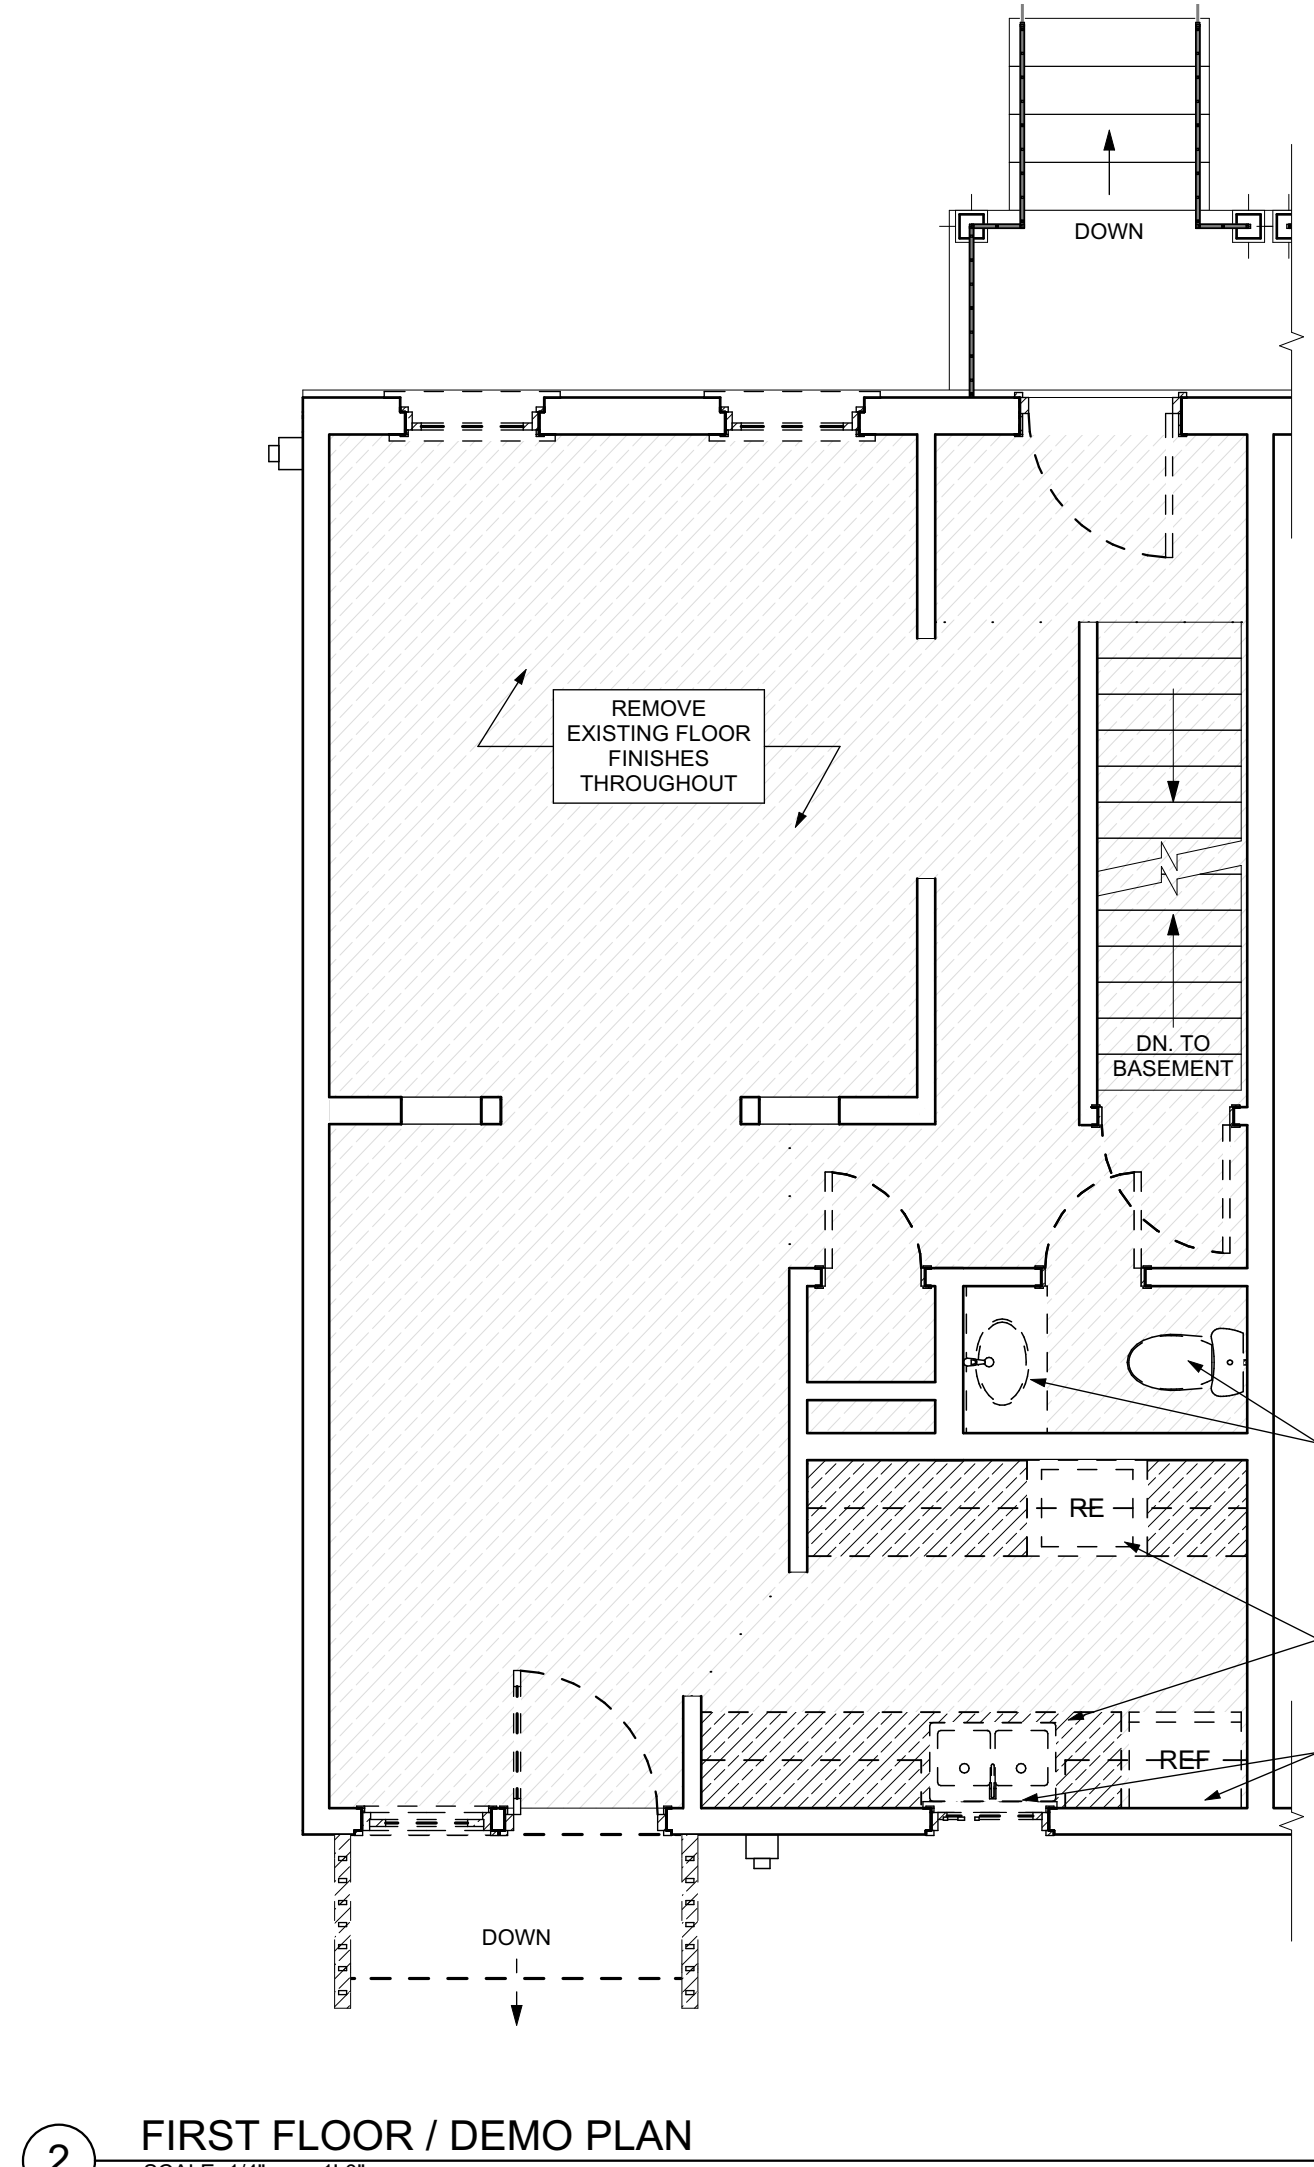 DOWN
REMOVE
EXISTING FLOOR
FINISHES
THROUGHOUT
DN. TO
BASEMENT
RE
REF
DOWN
2
FIRST FLOOR / DEMO PLAN